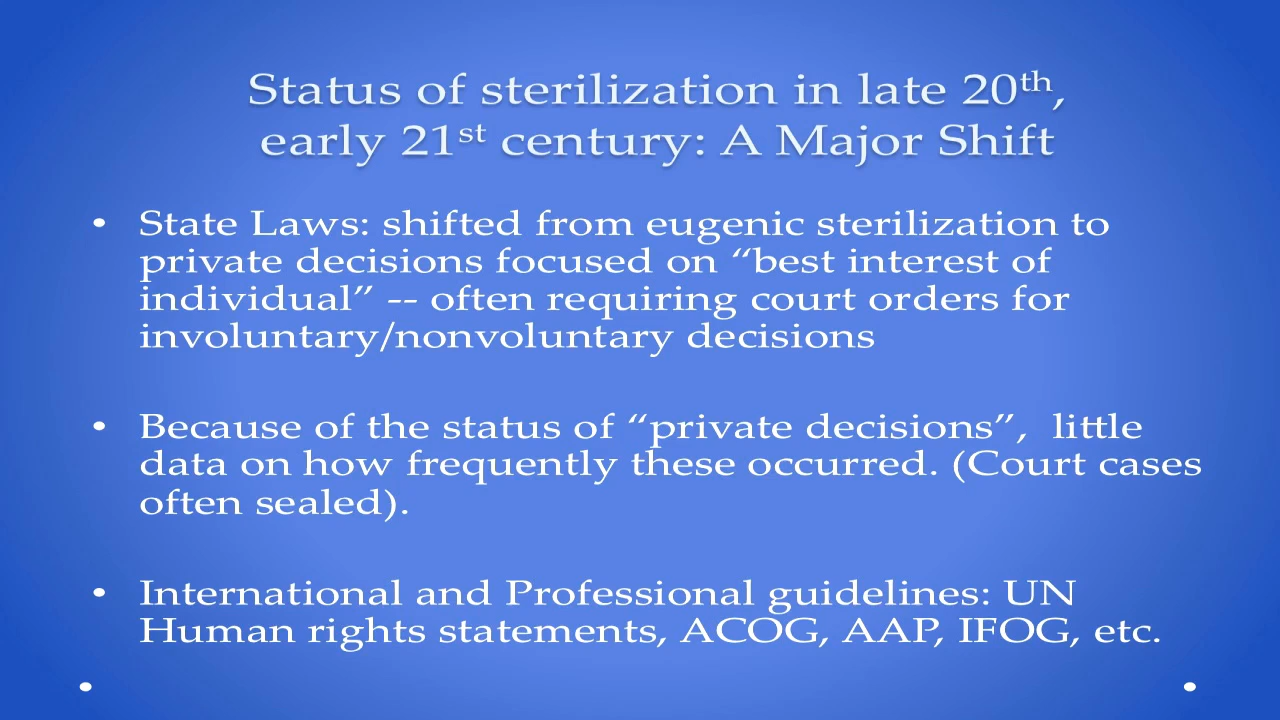 Status of sterilization in late 20th,
early 21st century: A Major Shift
• State Laws: shifted from eugenic sterilization to
private decisions focused on “best interest of
individual” -- often requiring court orders for
involuntary/nonvoluntary decisions
• Because of the status of “private decisions”, little
data on how frequently these occurred. (Court cases
often sealed).
• International and Professional guidelines: UN
Human rights statements, ACOG, AAP, IFOG, etc.